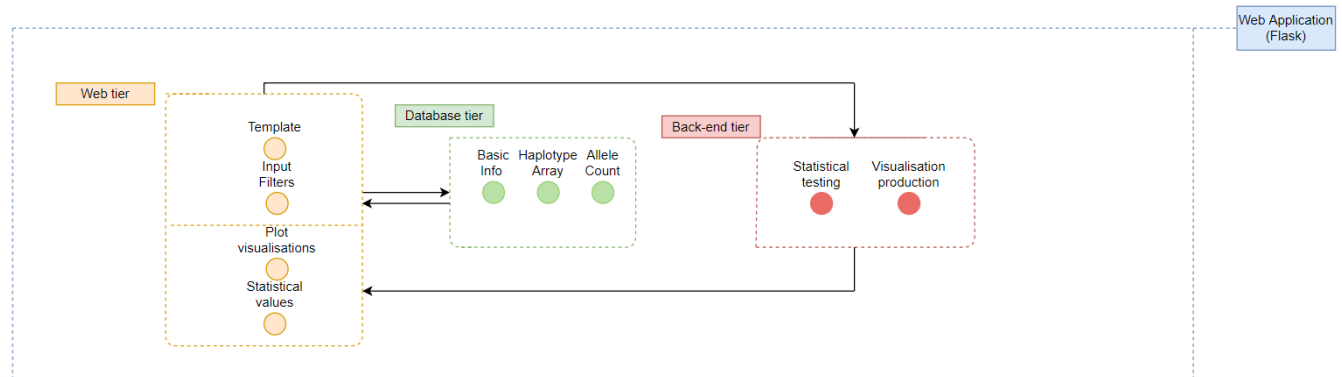 Web Application
(Flask)
Web tier
Template
Input
Filters
Plot
visualisations
Statistical
values
Database tier
Basic
Info
Haplotype
Array
Allele
Count
Back-end tier
Statistical
testing
Visualisation
production